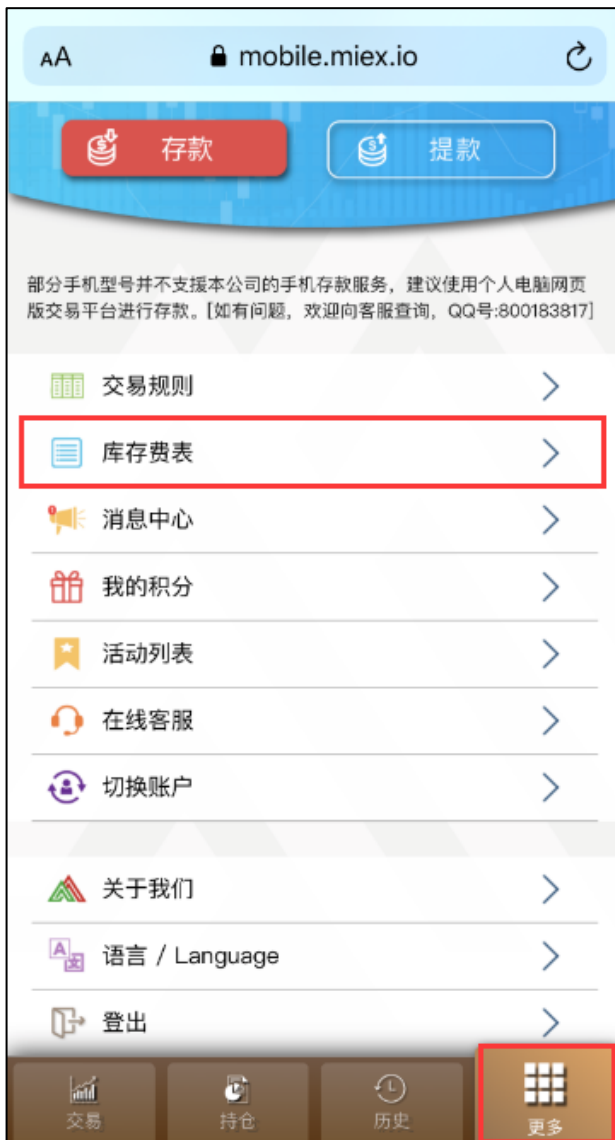 AA mobile.miex.io
存款 提款
部分手机型号并不支援本公司的手机存款服务，建议使用个人电脑网页
版交易平台进行存款。[如有问题，欢迎向客服查询，QQ号:800183817]
交易规则
库存费表
消息中心
我的积分
活动列表
在线客服
切换账户
关于我们
语言 / Language
登出
交易 持仓 历史 更多